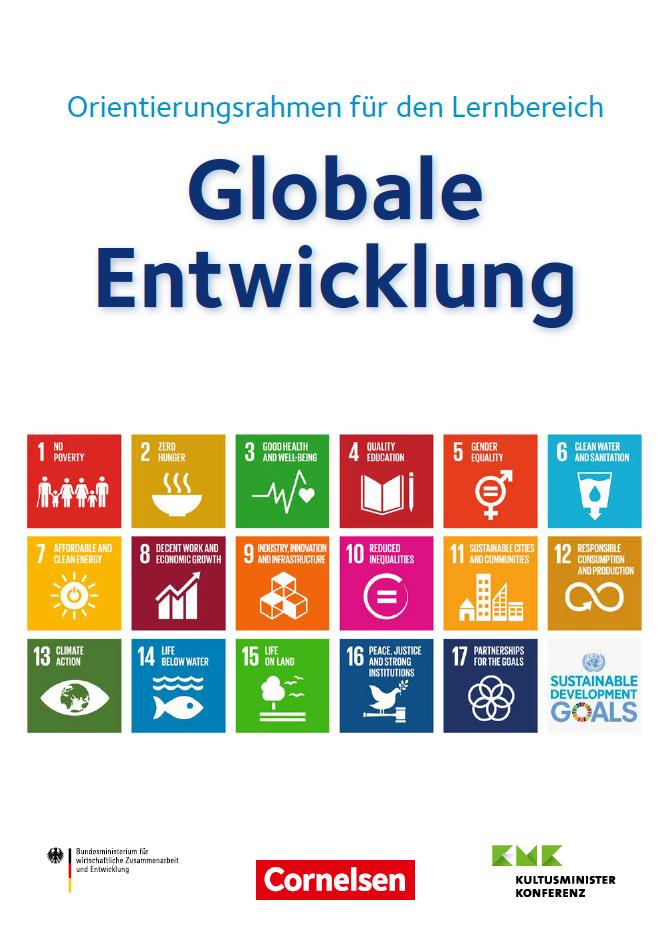 Orientierungsrahmen für den Lernbereich
Globale
Entwicklung
1 NO
POVERTY
2 ZERO
HUNGER
3 GOOD HEALTH
AND WELL-BEING
4 QUALITY
EDUCATION
5 GENDER
EQUALITY
6 CLEAN WATER
AND SANITATION
7 AFFORDABLE AND
CLEAN ENERGY
8 DECENT WORK AND
ECONOMIC GROWTH
9 INDUSTRY, INNOVATION
AND INFRASTRUCTURE
10 REDUCED
INEQUALITIES
11 SUSTAINABLE CITIES
AND COMMUNITIES
12 RESPONSIBLE
CONSUMPTION
AND PRODUCTION
13 CLIMATE
ACTION
14 LIFE
BELOW WATER
15 LIFE
ON LAND
16 PEACE, JUSTICE
AND STRONG
INSTITUTIONS
17 PARTNERSHIPS
FOR THE GOALS
SUSTAINABLE
DEVELOPMENT
GOALS
Bundesministerium für
wirtschaftliche Zusammenarbeit
und Entwicklung
Cornelsen
KMK
KULTUSMINISTER
KONFERENZ